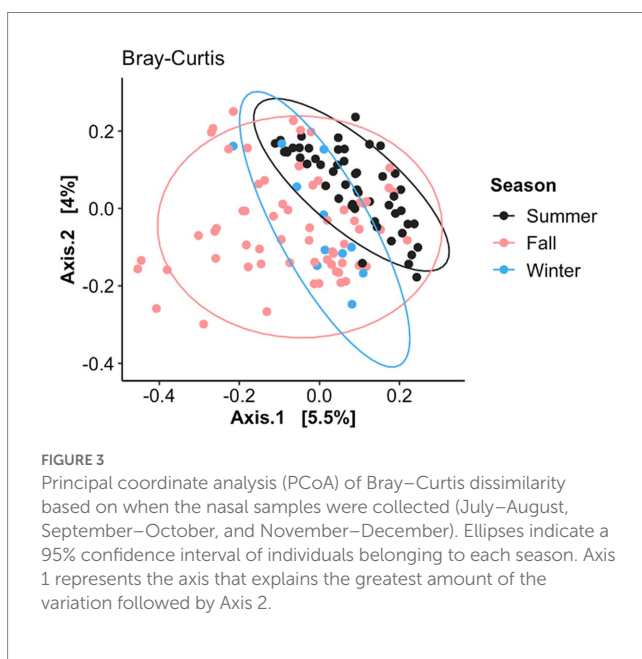 Bray-Curtis
0.2
0.0
-0.2
-0.4
Axis.2 [4%]
-0.4 -0.2 0.0 0.2
Axis.1 [5.5%]
Season
Summer
Fall
Winter
FIGURE 3
Principal coordinate analysis (PCoA) of Bray–Curtis dissimilarity
based on when the nasal samples were collected (July–August,
September–October, and November–December). Ellipses indicate a
95% confidence interval of individuals belonging to each season. Axis
1 represents the axis that explains the greatest amount of the
variation followed by Axis 2.